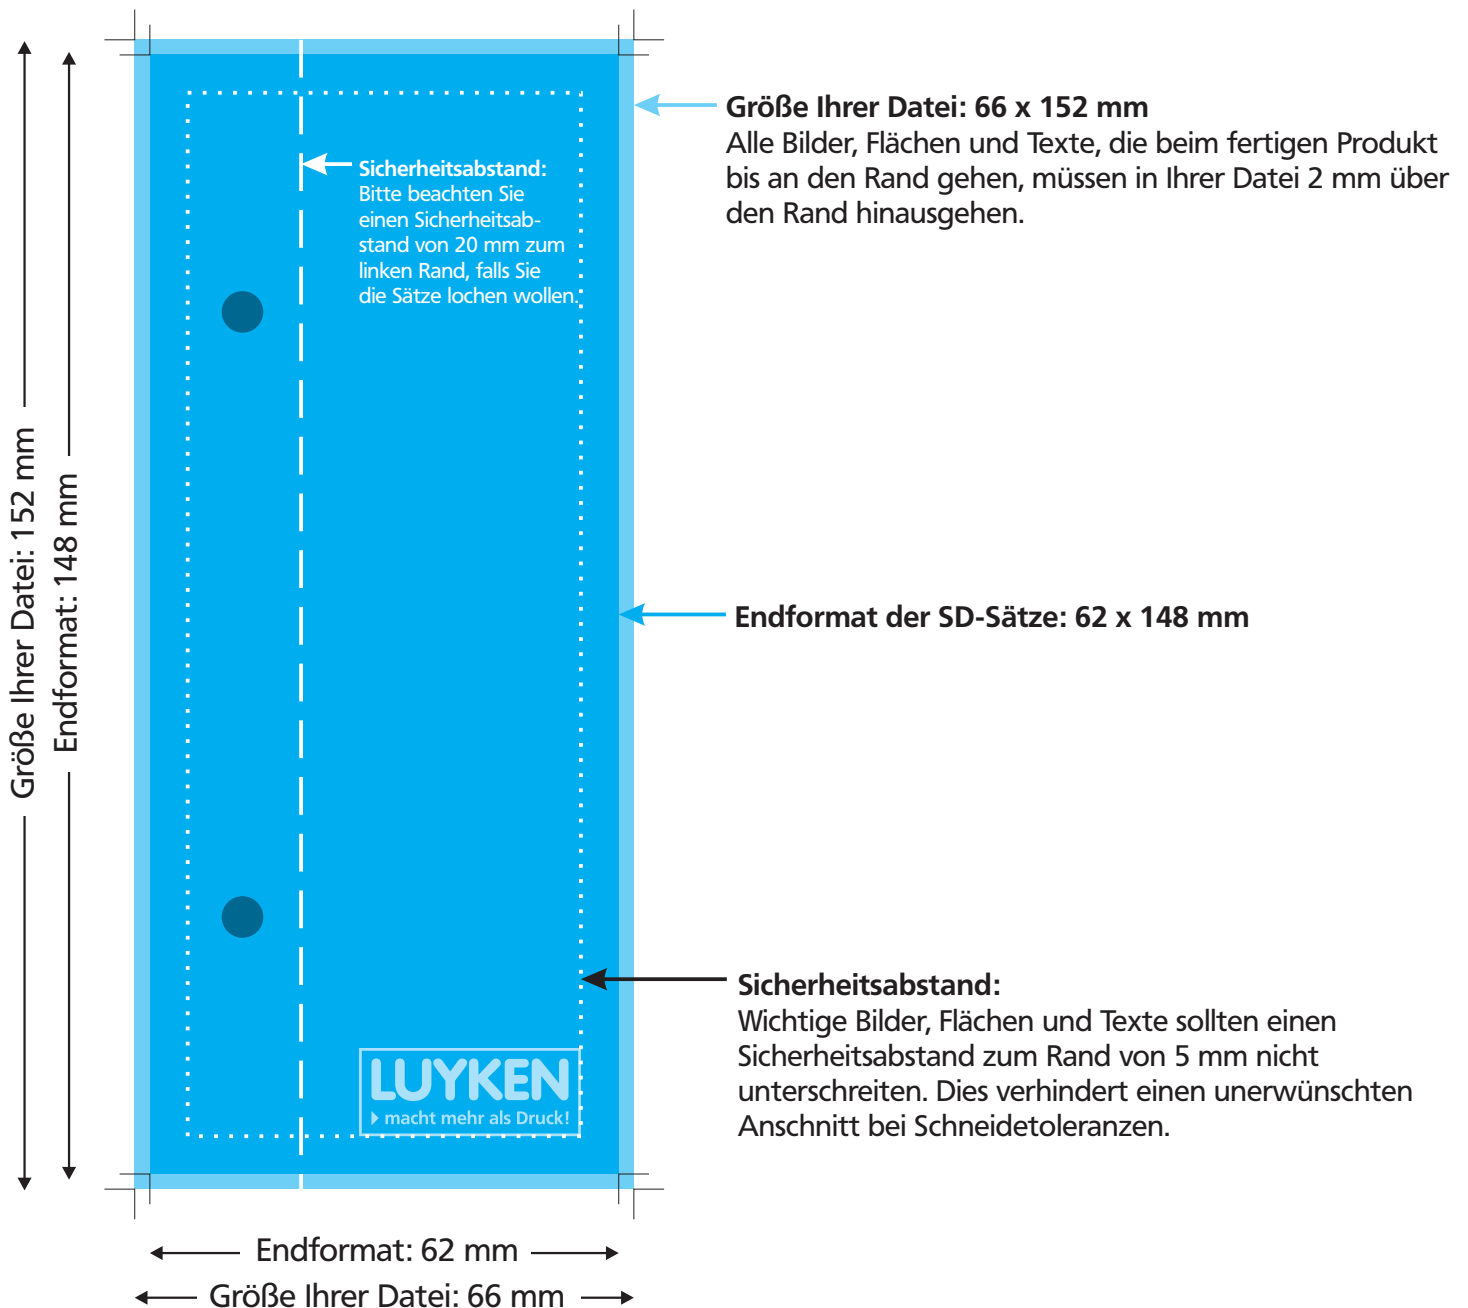 Größe Ihrer Datei: 66 x 152 mm
Alle Bilder, Flächen und Texte, die beim fertigen Produkt
bis an den Rand gehen, müssen in Ihrer Datei 2 mm über
den Rand hinausgehen.
Sicherheitsabstand:
Bitte beachten Sie
einen Sicherheitsab-
stand von 20 mm zum
linken Rand, falls Sie
die Sätze lochen wollen.
Größe Ihrer Datei: 152 mm
Endformat: 148 mm
Endformat der SD-Sätze: 62 x 148 mm
Sicherheitsabstand:
Wichtige Bilder, Flächen und Texte sollten einen
Sicherheitsabstand zum Rand von 5 mm nicht
unterschreiten. Dies verhindert einen unerwünschten
Anschnitt bei Schneidetoleranzen.
LUYKEN
macht mehr als Druck!
Endformat: 62 mm
Größe Ihrer Datei: 66 mm